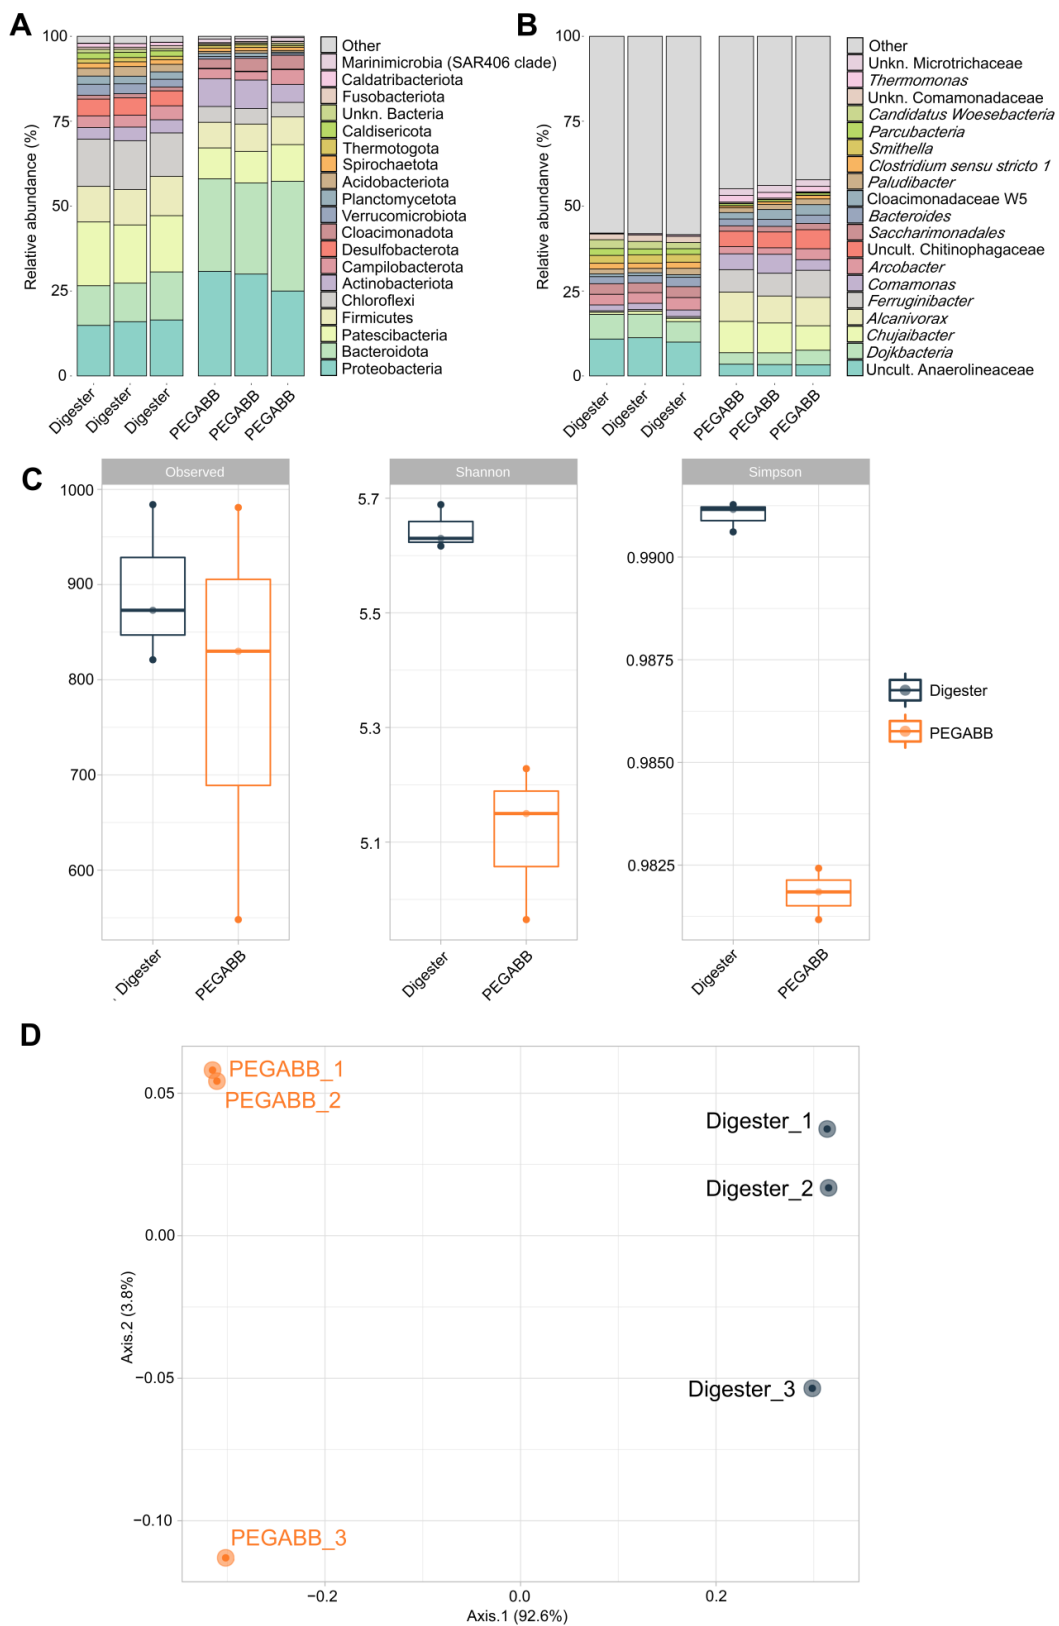 A
Relative abundance (%)
100
75
50
25
0
Digester
Digester
Digester
PEGABB
PEGABB
PEGABB
Other
Marinimicrobia (SAR406 clade)
Caldatribacteriota
Fusobacteriota
Unkn. Bacteria
Caldisericota
Thermotogota
Spirochaetota
Acidobacteriota
Planctomycetota
Verrucomicrobiota
Cloacimonadota
Desulfobacterota
Campilobacterota
Actinobacteriota
Chloroflexi
Firmicutes
Patescibacteria
Bacteroidota
Proteobacteria
B
Relative abundanve (%)
100
75
50
25
0
Digester
Digester
Digester
PEGABB
PEGABB
PEGABB
Other
Unkn. Microtrichaceae
Thermomonas
Unkn. Comamonadaceae
Candidatus Woesebacteria
Parcubacteria
Smithella
Clostridium sensu stricto 1
Paludibacter
Cloacimonadaceae W5
Bacteroides
Saccharimonadales
Uncult. Chitinophagaceae
Arcobacter
Comamonas
Ferruginibacter
Alcanivorax
Chujaibacter
Dojkbacteria
Uncult. Anaerolineaceae
C
Observed
1000
900
800
700
600
Digester
PEGABB
Shannon
5.7
5.5
5.3
5.1
Digester
PEGABB
Simpson
0.9900
0.9875
0.9850
0.9825
Digester
PEGABB
Digester
PEGABB
D
PEGABB_1
PEGABB_2
Digester_1
Digester_2
Digester_3
PEGABB_3
Axis.2 (3.8%)
0.05
0.00
−0.05
−0.10
−0.2
0.0
0.2
Axis.1 (92.6%)